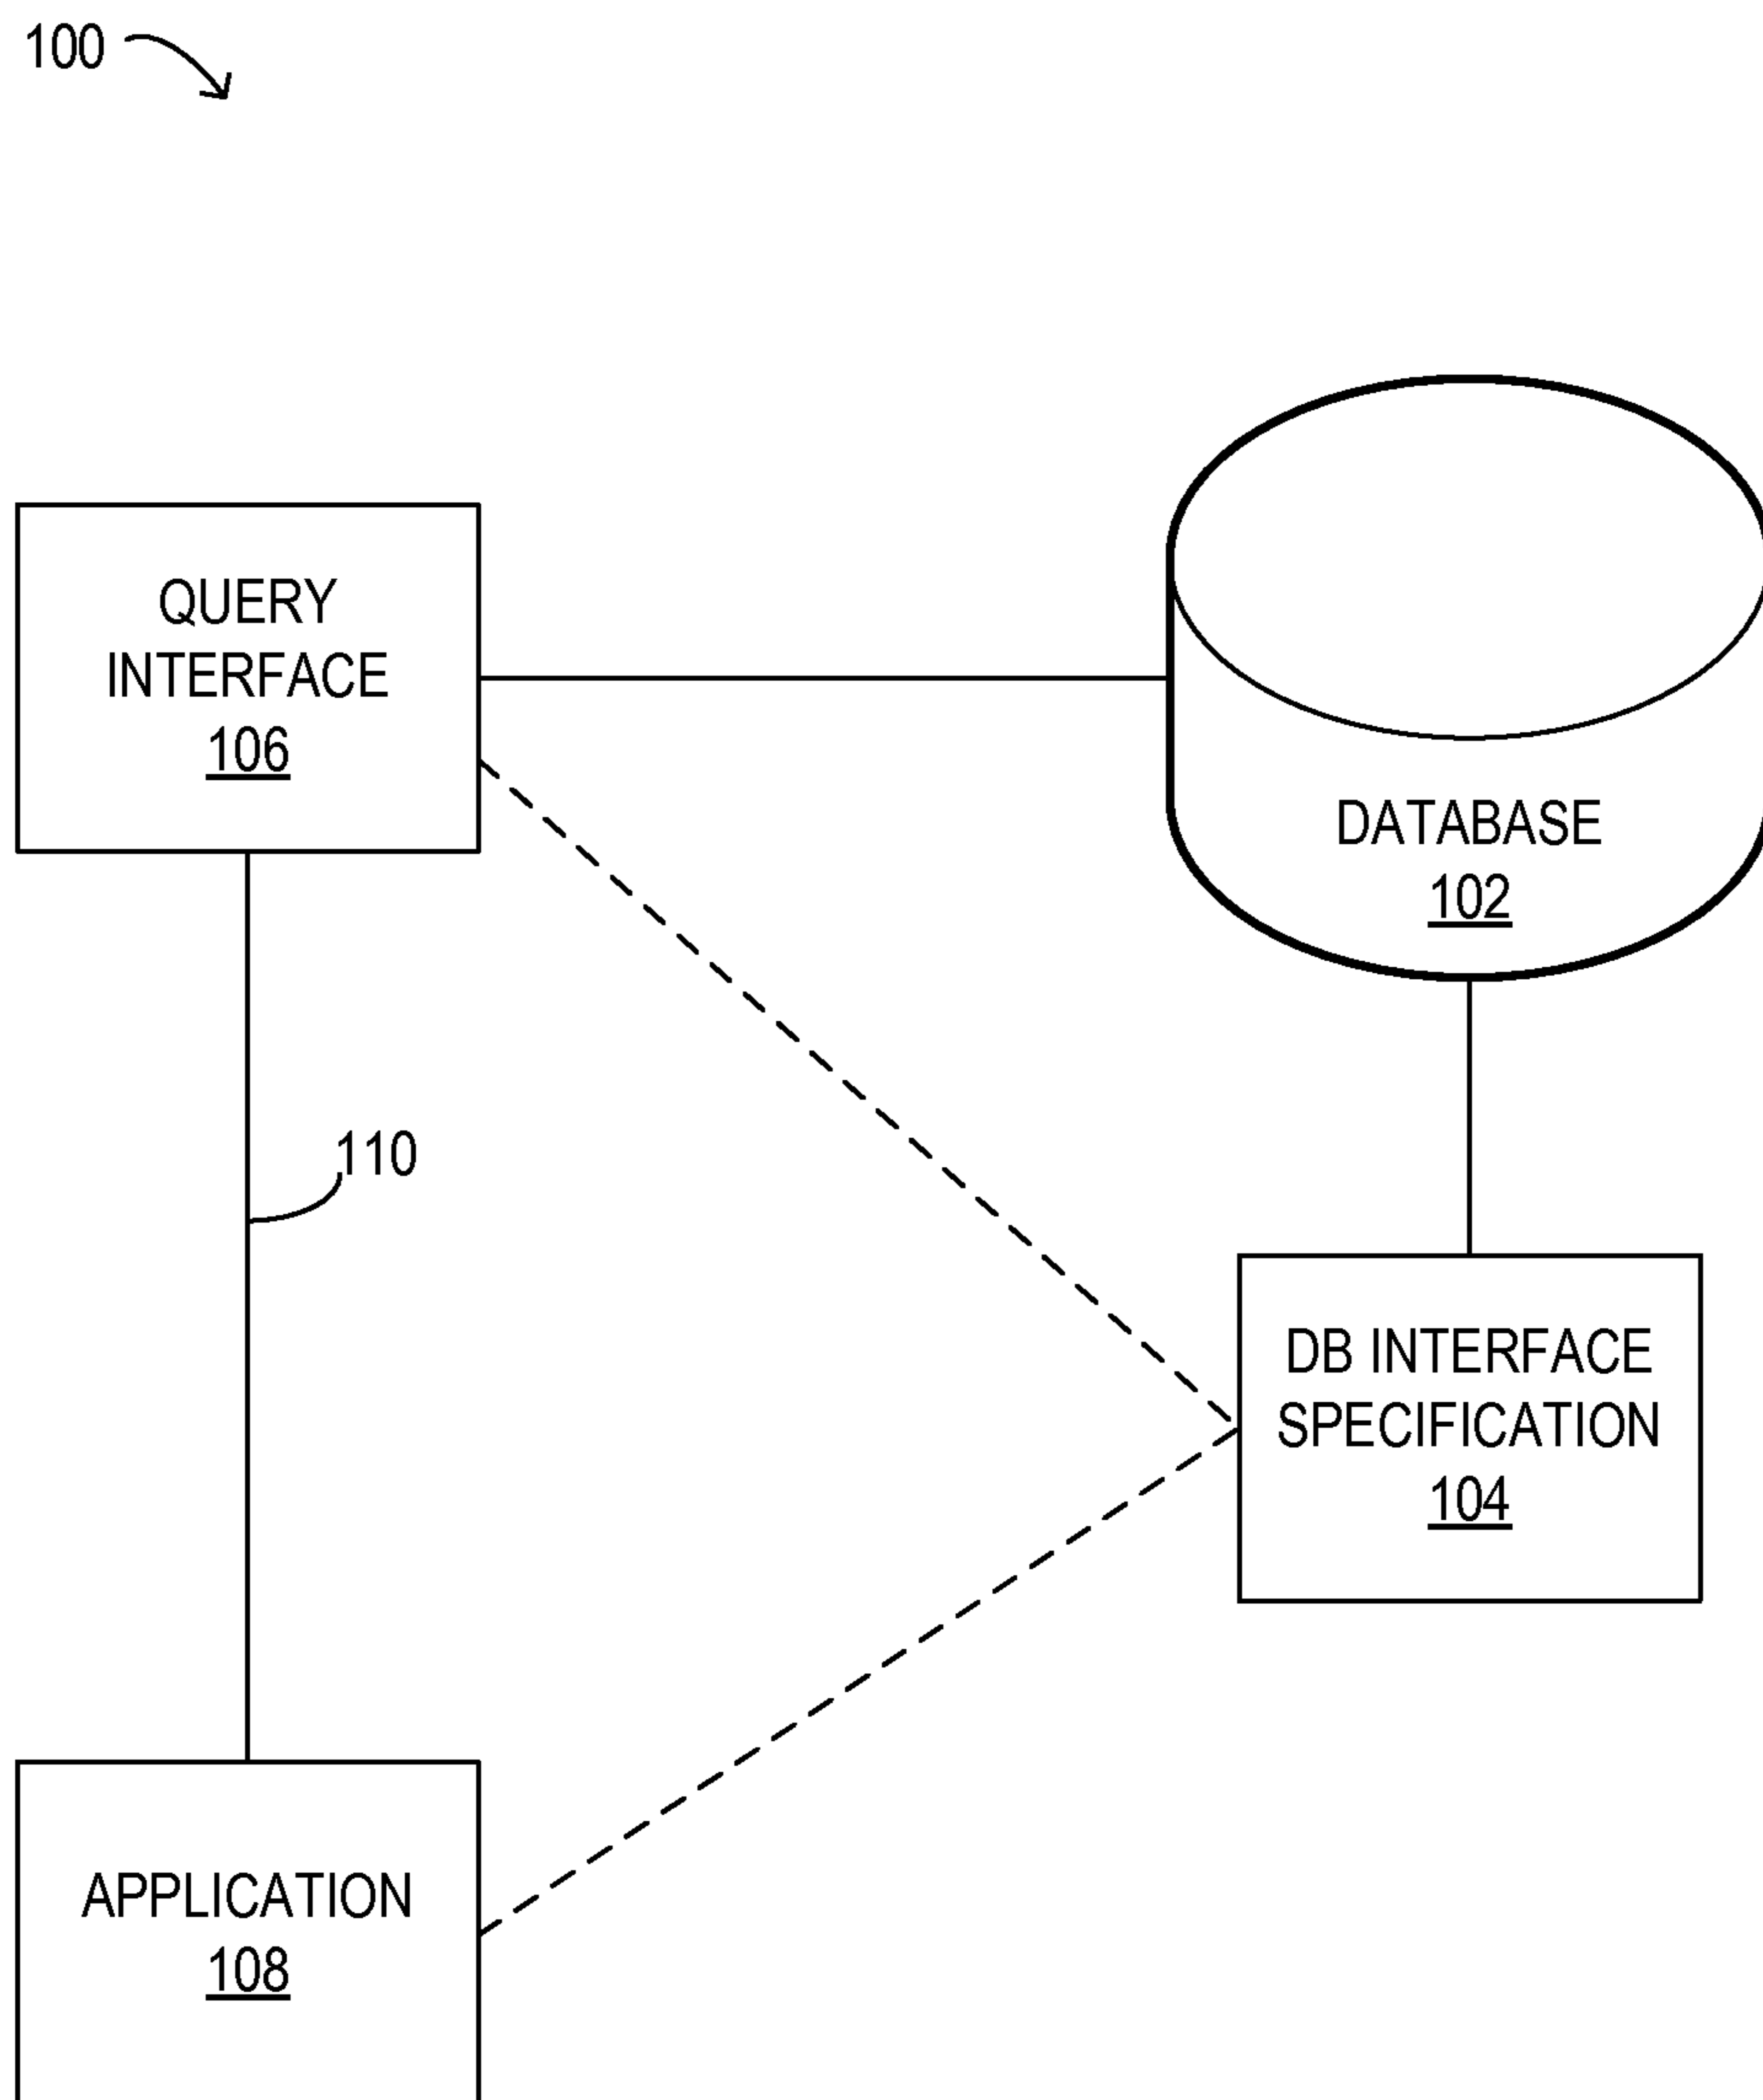 100
QUERY
INTERFACE
106
DATABASE
102
110
DB INTERFACE
SPECIFICATION
104
APPLICATION
108